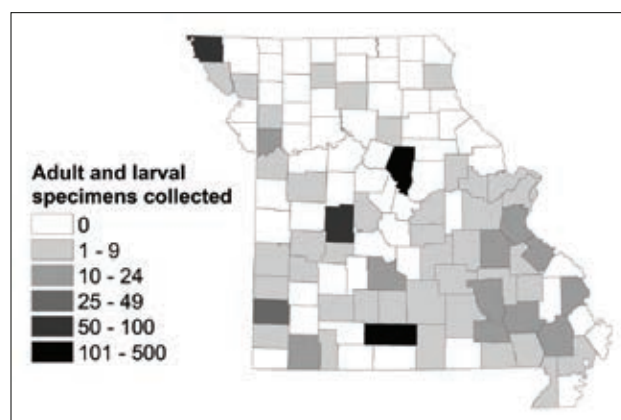 Adult and larval
specimens collected
0
1 - 9
10 - 24
25 - 49
50 - 100
101 - 500